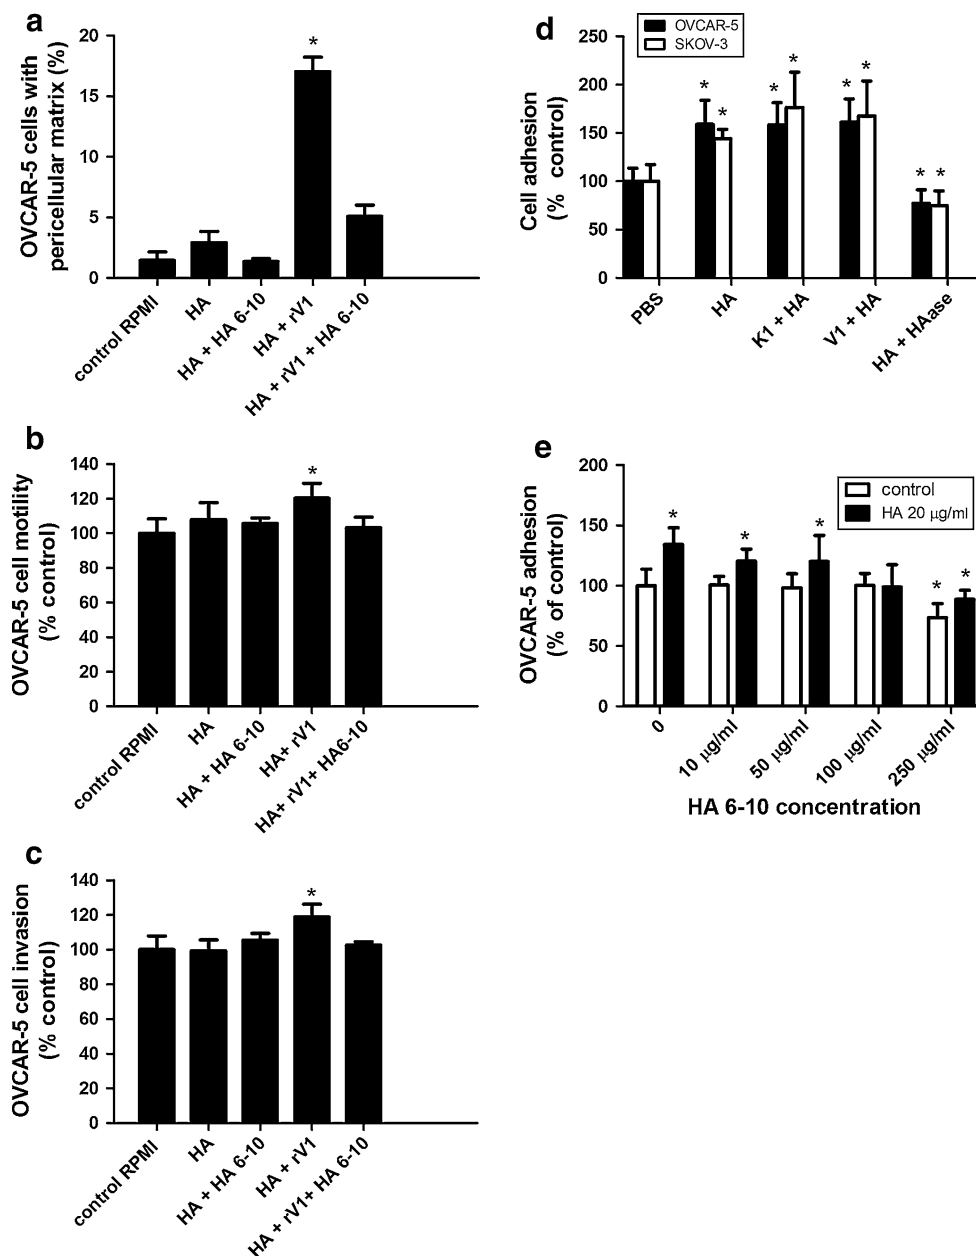 a
OVCAR-5 cells with
pericellular matrix (%)
20
15
10
5
0
*
control RPMI
HA
HA + HA 6-10
HA + rV1
HA + rV1 + HA 6-10
b
OVCAR-5 cell motility
(% control)
140
120
100
80
60
40
20
0
*
control RPMI
HA
HA + HA 6-10
HA+ rV1
HA+ rV1+ HA6-10
c
OVCAR-5 cell invasion
(% control)
140
120
100
80
60
40
20
0
*
control RPMI
HA
HA + HA 6-10
HA + rV1
HA + rV1+ HA 6-10
d
OVCAR-5
SKOV-3
Cell adhesion
(% control)
250
200
150
100
50
0
* * * * * * * *
PBS
HA
K1 + HA
V1 + HA
HA + HAase
e
control
HA 20 µg/ml
OVCAR-5 adhesion
(% of control)
200
150
100
50
0
* * * * *
0
10 µg/ml
50 µg/ml
100 µg/ml
250 µg/ml
HA 6-10 concentration